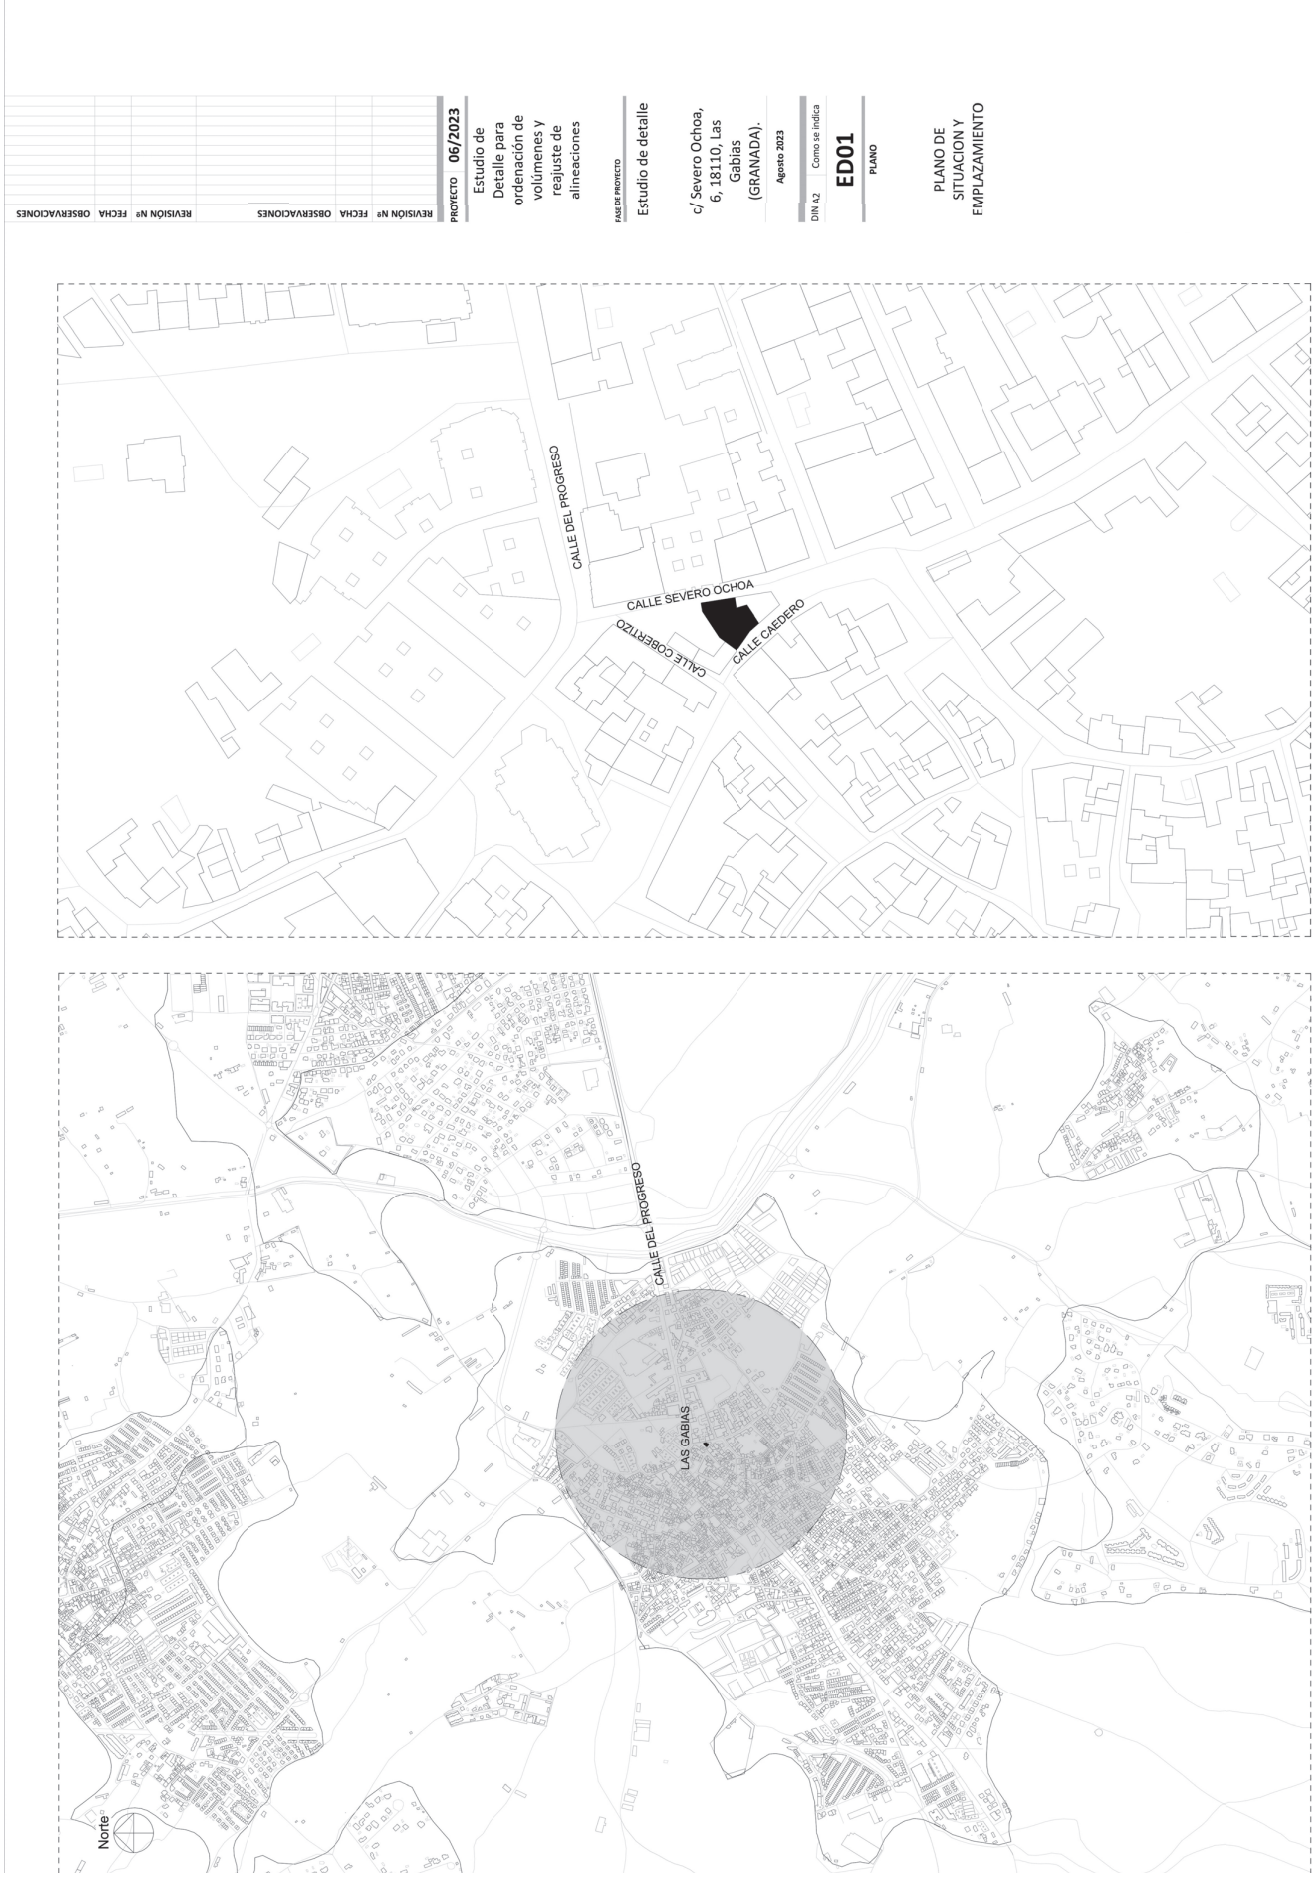 REVISIÓN Nº
FECHA
OBSERVACIONES
REVISIÓN Nº
FECHA
OBSERVACIONES
PROYECTO 06/2023
Estudio de
Detalle para
ordenación de
volúmenes y
reajuste de
alineaciones
FASE DE PROYECTO
Estudio de detalle
c/ Severo Ochoa,
6, 18110, Las
Gabias
(GRANADA).
Agosto 2023
DIN A2 Como se indica
ED01
PLANO
PLANO DE
SITUACION Y
EMPLAZAMIENTO
CALLE DEL PROGRESO
CALLE SEVERO OCHOA
CALLE COBERTIZO
CALLE CAEDERO
CALLE DEL PROGRESO
LAS GABIAS
Norte